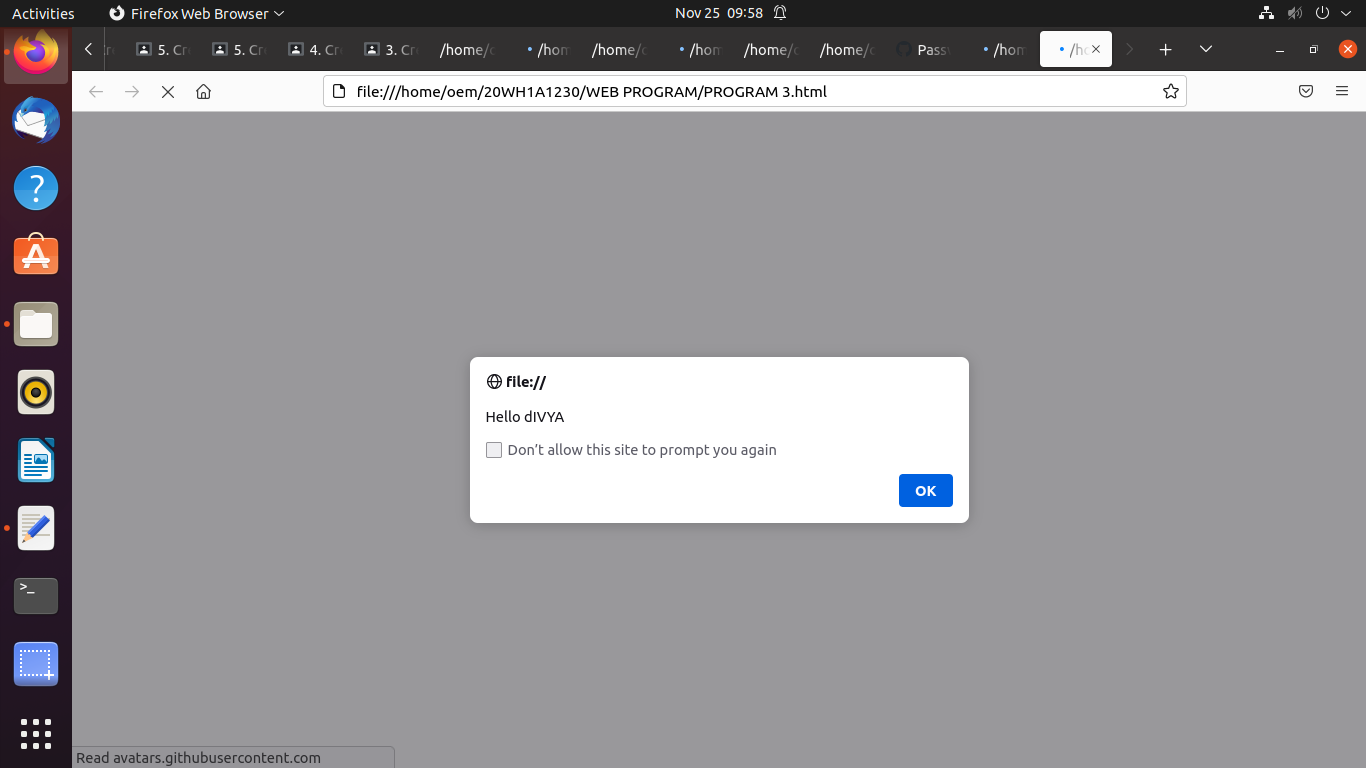 Activities Firefox Web Browser Nov 25 09:58
5. Cr 5. Cr 4. Cr 3. Cr /home/ /hom /home/ /hom /home/ /home/ Pass /hom /h
file:///home/oem/20WH1A1230/WEB PROGRAM/PROGRAM 3.html
file://
Hello dIVYA
Don’t allow this site to prompt you again
OK
>_
Read avatars.githubusercontent.com